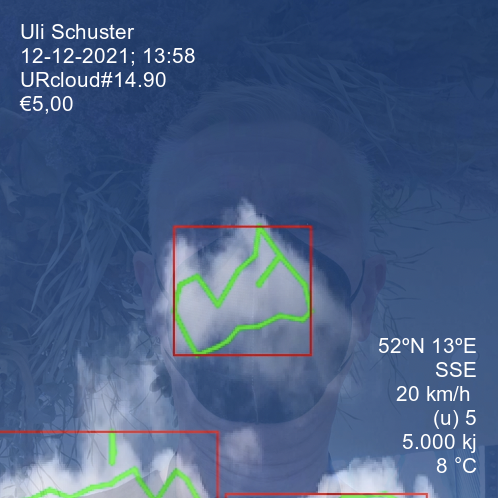 Uli Schuster
12-12-2021; 13:58
URcloud#14.90
€5,00
52ºN 13ºE
SSE
20 km/h
(u) 5
5.000 kj
8 °C